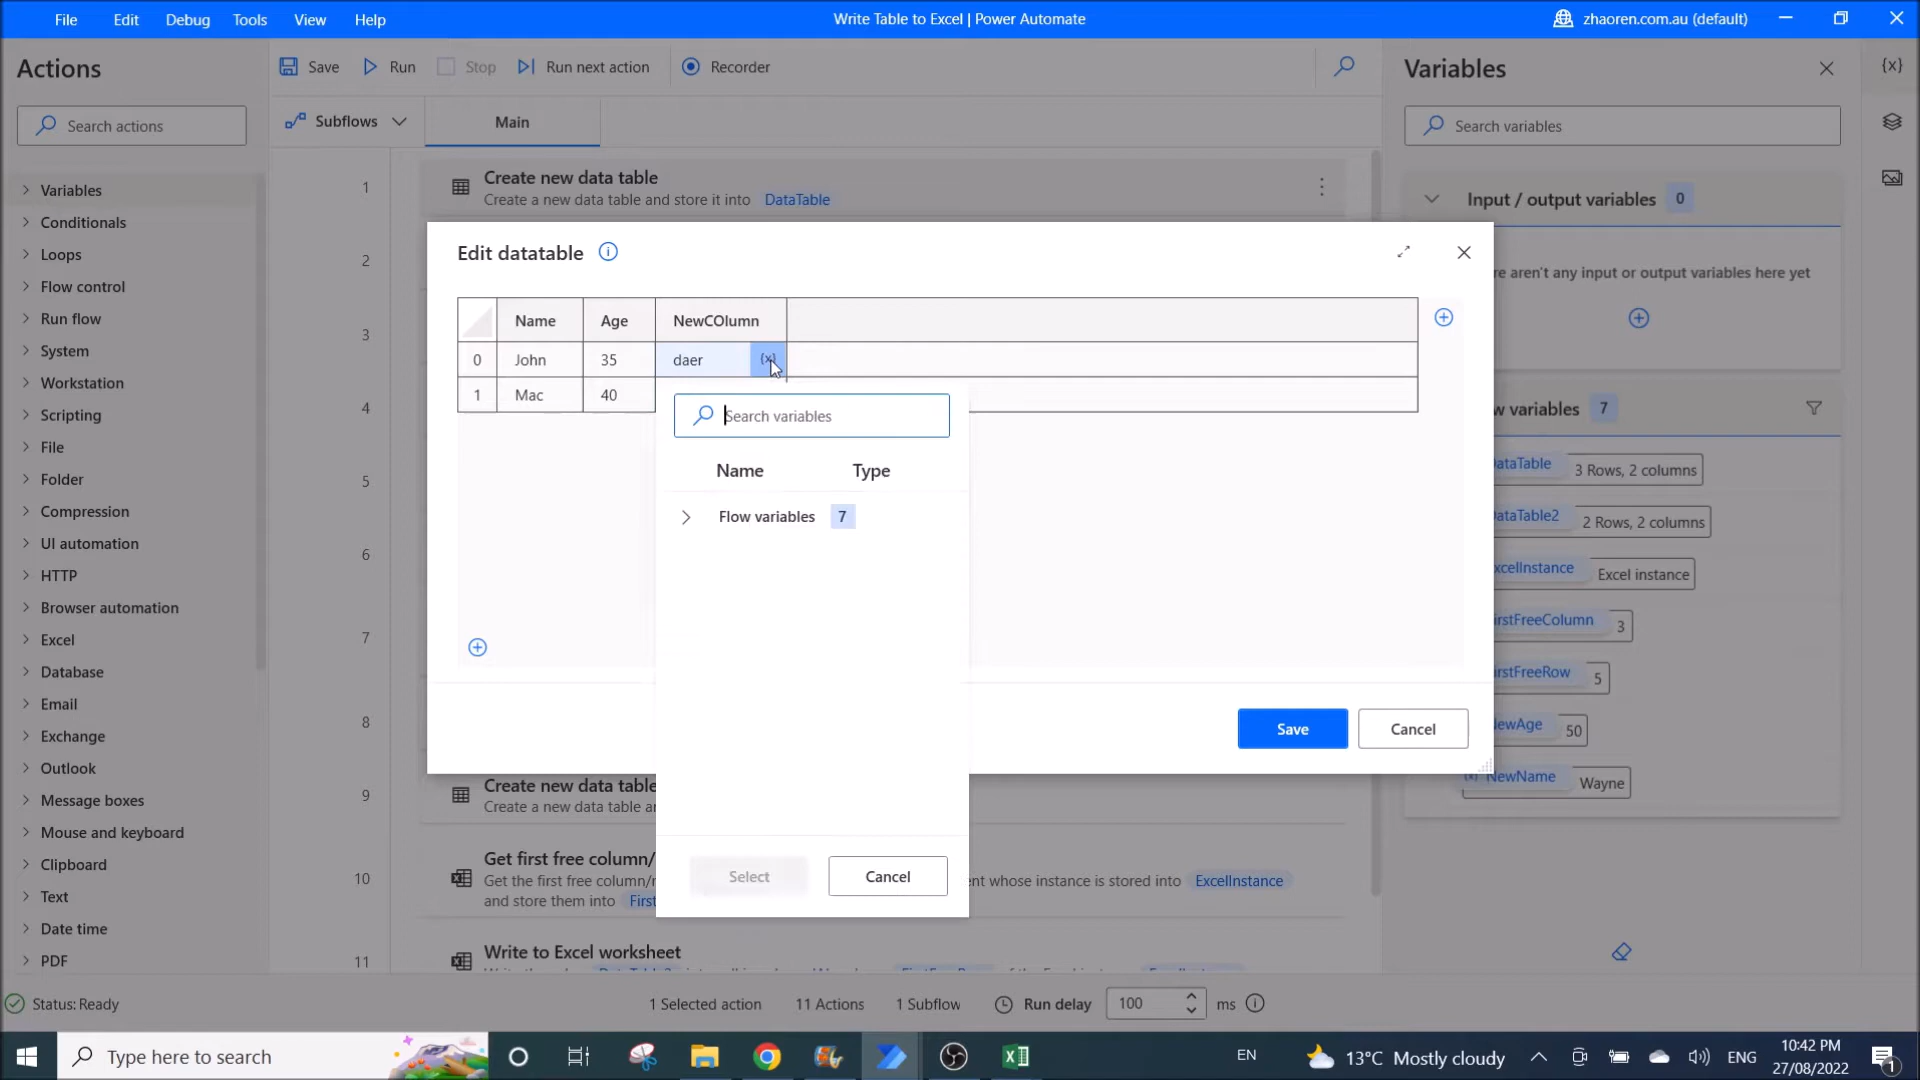 File Edit Debug Tools View Help
Write Table to Excel | Power Automate
zhaoren.com.au (default)
Actions
Search actions
Variables
Conditionals
Loops
Flow control
Run flow
System
Workstation
Scripting
File
Folder
Compression
UI automation
HTTP
Browser automation
Excel
Database
Email
Exchange
Outlook
Message boxes
Mouse and keyboard
Clipboard
Text
Date time
PDF
Save Run Stop Run next action Recorder
Subflows Main
1 Create new data table
Create a new data table and store it into DataTable
2
3
4
5
6
7
8
9
10
11
Edit datatable
Name Age NewCOlumn
0 John 35 daer {x}
1 Mac 40
Search variables
Name Type
Flow variables 7
Select Cancel
Save Cancel
Create new data table
Create a new data table ar
Get first free column/
Get the first free column/r
ent whose instance is stored into ExcelInstance
and store them into First
Write to Excel worksheet
Variables
{x}
Search variables
Input / output variables 0
re aren't any input or output variables here yet
w variables 7
DataTable 3 Rows, 2 columns
DataTable2 2 Rows, 2 columns
xcelInstance Excel instance
irstFreeColumn 3
irstFreeRow 5
NewAge 50
NewName Wayne
Status: Ready 1 Selected action 11 Actions 1 Subflow Run delay 100 ms
Type here to search
EN
13°C Mostly cloudy
ENG
10:42 PM
27/08/2022
1